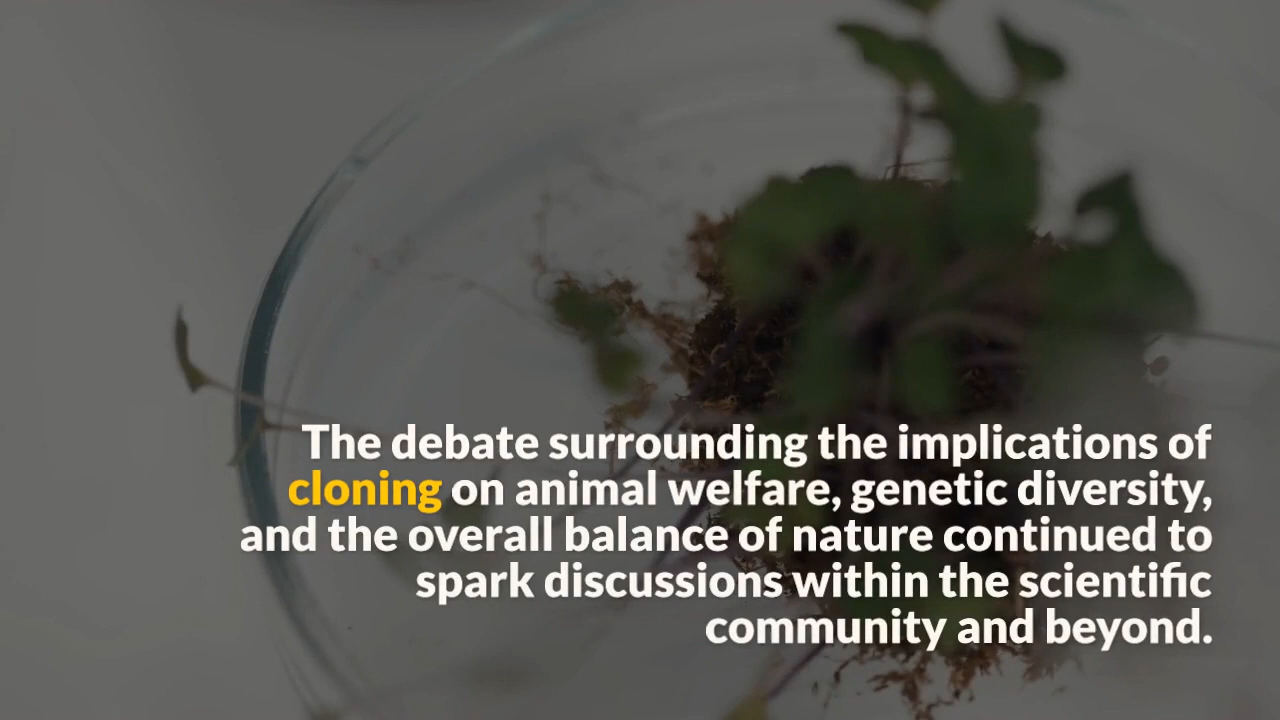 The debate surrounding the implications of
cloning on animal welfare, genetic diversity,
and the overall balance of nature continued to
spark discussions within the scientific
community and beyond.